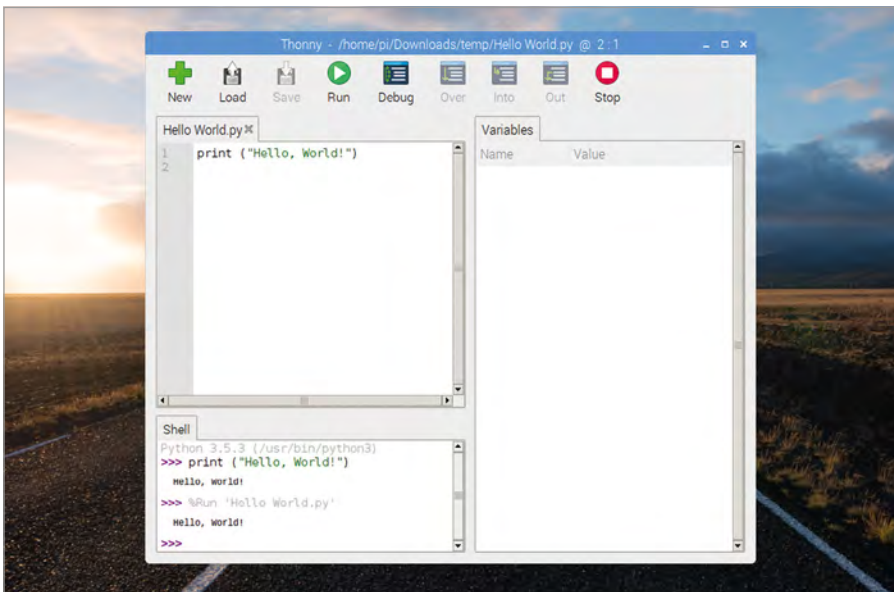 Thonny - /home/pi/Downloads/temp/Hello World.py @ 2 : 1
New Load Save Run Debug Over Into Out Stop
Hello World.py
Variables
1 print ("Hello, World!")
2
Name Value
Shell
Python 3.5.3 (/usr/bin/python3)
>>> print ("Hello, World!")
Hello, World!
>>> %Run 'Hello World.py'
Hello, World!
>>>